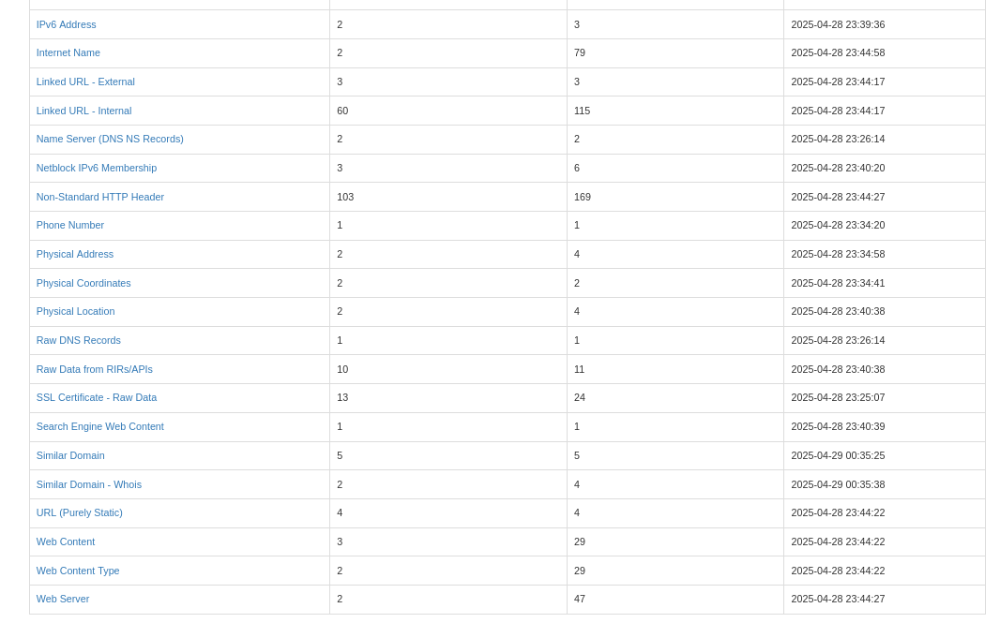 IPv6 Address 2 3 2025-04-28 23:39:36
Internet Name 2 79 2025-04-28 23:44:58
Linked URL - External 3 3 2025-04-28 23:44:17
Linked URL - Internal 60 115 2025-04-28 23:44:17
Name Server (DNS NS Records) 2 2 2025-04-28 23:26:14
Netblock IPv6 Membership 3 6 2025-04-28 23:40:20
Non-Standard HTTP Header 103 169 2025-04-28 23:44:27
Phone Number 1 1 2025-04-28 23:34:20
Physical Address 2 4 2025-04-28 23:34:58
Physical Coordinates 2 2 2025-04-28 23:34:41
Physical Location 2 4 2025-04-28 23:40:38
Raw DNS Records 1 1 2025-04-28 23:26:14
Raw Data from RIRs/APIs 10 11 2025-04-28 23:40:38
SSL Certificate - Raw Data 13 24 2025-04-28 23:25:07
Search Engine Web Content 1 1 2025-04-28 23:40:39
Similar Domain 5 5 2025-04-29 00:35:25
Similar Domain - Whois 2 4 2025-04-29 00:35:38
URL (Purely Static) 4 4 2025-04-28 23:44:22
Web Content 3 29 2025-04-28 23:44:22
Web Content Type 2 29 2025-04-28 23:44:22
Web Server 2 47 2025-04-28 23:44:27